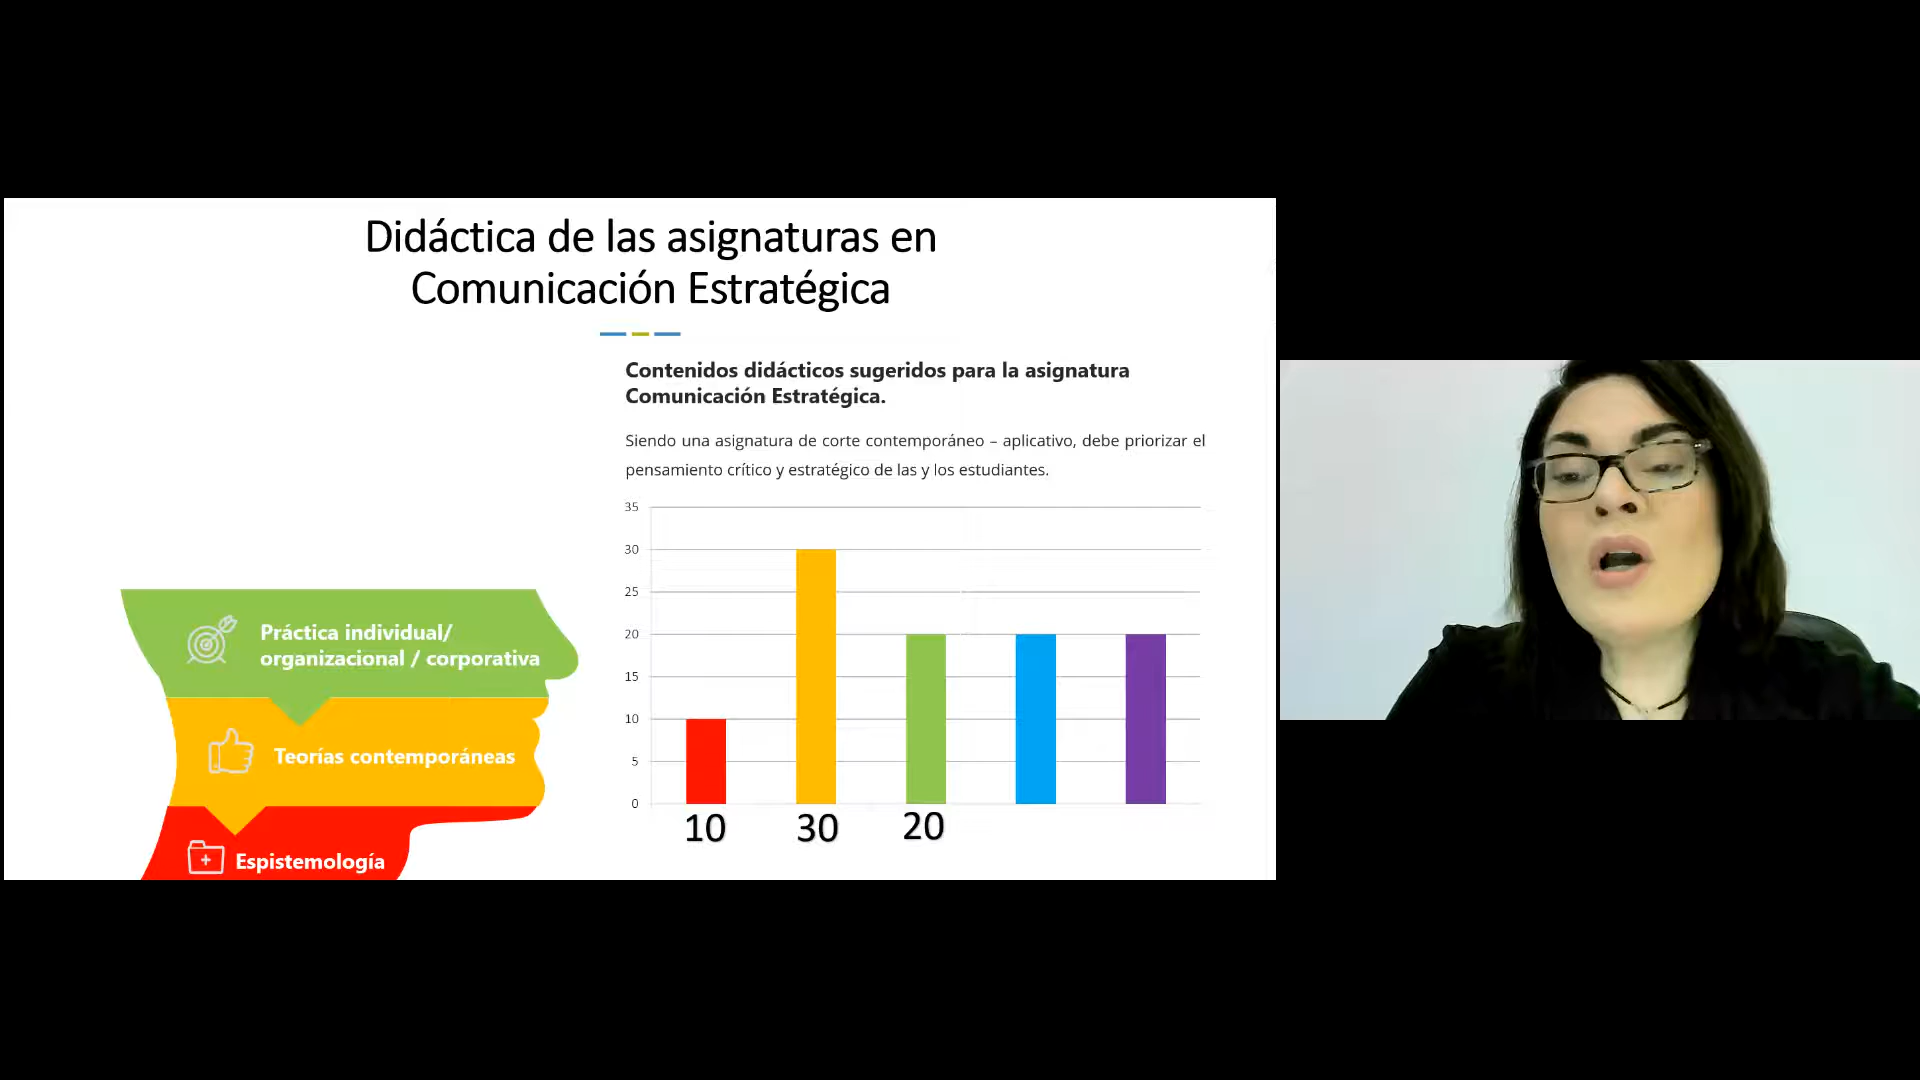 Didáctica de las asignaturas en
Comunicación Estratégica
Contenidos didácticos sugeridos para la asignatura
Comunicación Estratégica.
Siendo una asignatura de corte contemporáneo – aplicativo, debe priorizar el
pensamiento crítico y estratégico de las y los estudiantes.
35
30
25
20
15
10
5
0
10 30 20
Práctica individual/
organizacional / corporativa
Teorías contemporáneas
Espistemología